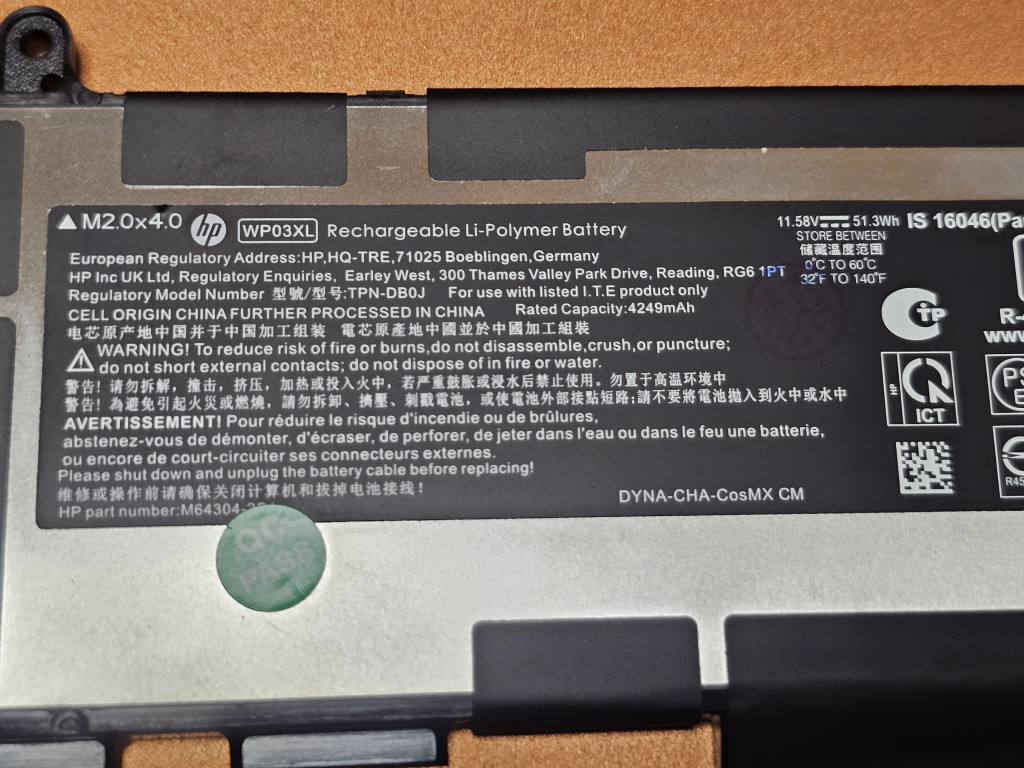 ▲ M2.0x4.0 hp WP03XL Rechargeable Li-Polymer Battery
European Regulatory Address:HP,HQ-TRE,71025 Boeblingen,Germany
HP Inc UK Ltd, Regulatory Enquiries, Earley West, 300 Thames Valley Park Drive, Reading, RG6 1PT
Regulatory Model Number 型號/型号:TPN-DB0J For use with listed I.T.E product only
CELL ORIGIN CHINA FURTHER PROCESSED IN CHINA Rated Capacity:4249mAh
电芯原产地中国并于中国加工组装 電芯原產地中國並於中國加工組裝
WARNING! To reduce risk of fire or burns,do not disassemble,crush,or puncture;
do not short external contacts; do not dispose of in fire or water.
警告! 请勿拆解，撞击，挤压，加热或投入火中，若严重鼓胀或浸水后禁止使用。勿置于高温环境中
警告! 為避免引起火災或燃燒，請勿拆卸、擠壓、刺戳電池，或使電池外部接點短路;請不要將電池拋入到火中或水中
AVERTISSEMENT! Pour réduire le risque d'incendie ou de brûlures,
abstenez-vous de démonter, d'écraser, de perforer, de jeter dans l'eau ou dans le feu une batterie,
ou encore de court-circuiter ses connecteurs externes.
Please shut down and unplug the battery cable before replacing!
维修或操作前请确保关闭计算机和拔掉电池接线!
HP part number:M64304-
DYNA-CHA-CosMX CM
11.58V 51.3Wh IS 16046(Pa
STORE BETWEEN
储藏温度范围
0°C TO 60°C
32°F TO 140°F
TP
R-
www
HP
ICT
PS
E
R45
QC
PASS